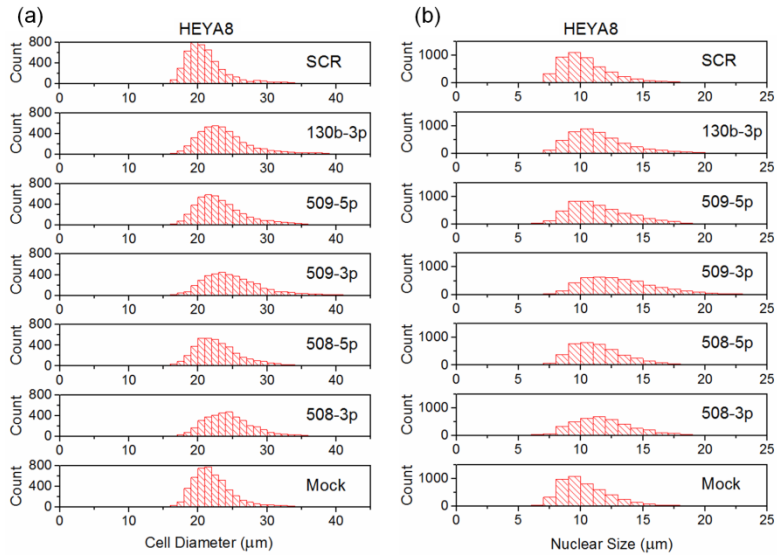 (a)
HEYA8
Count
800
400
0
SCR
0 10 20 30 40
Count
800
400
0
130b-3p
0 10 20 30 40
Count
800
400
0
509-5p
0 10 20 30 40
Count
800
400
0
509-3p
0 10 20 30 40
Count
800
400
0
508-5p
0 10 20 30 40
Count
800
400
0
508-3p
0 10 20 30 40
Count
800
400
0
Mock
0 10 20 30 40
Cell Diameter (μm)
(b)
HEYA8
Count
1000
0
SCR
0 5 10 15 20 25
Count
1000
0
130b-3p
0 5 10 15 20 25
Count
1000
0
509-5p
0 5 10 15 20 25
Count
1000
0
509-3p
0 5 10 15 20 25
Count
1000
0
508-5p
0 5 10 15 20 25
Count
1000
0
508-3p
0 5 10 15 20 25
Count
1000
0
Mock
0 5 10 15 20 25
Nuclear Size (μm)